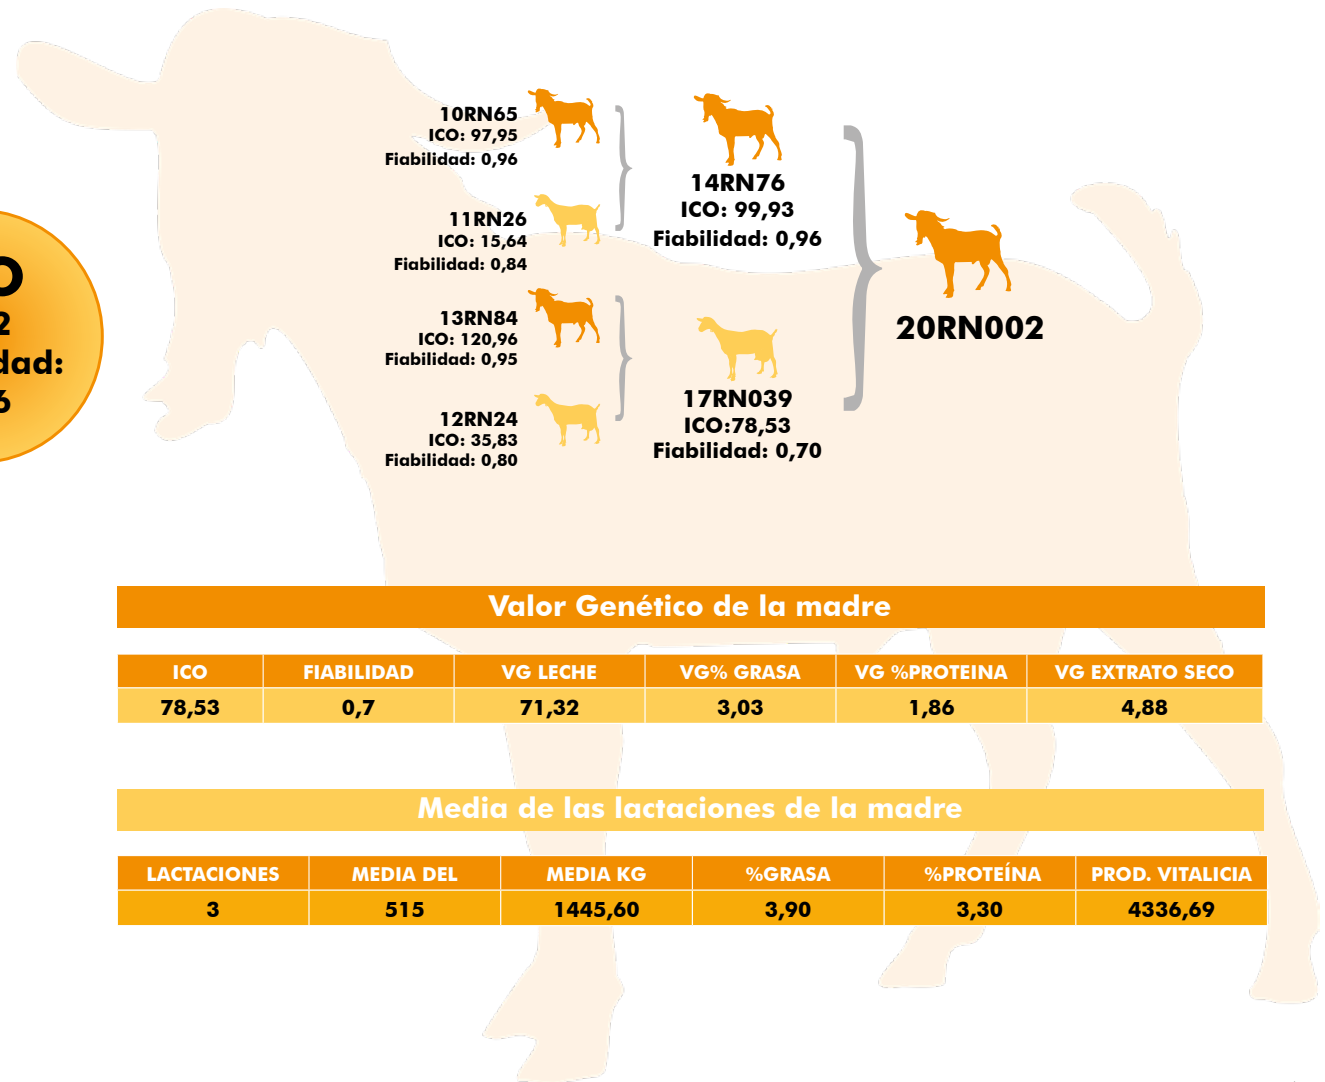 10RN65
ICO: 97,95
Fiabilidad: 0,96
11RN26
ICO: 15,64
Fiabilidad: 0,84
13RN84
ICO: 120,96
Fiabilidad: 0,95
12RN24
ICO: 35,83
Fiabilidad: 0,80
14RN76
ICO: 99,93
Fiabilidad: 0,96
17RN039
ICO:78,53
Fiabilidad: 0,70
20RN002
Valor Genético de la madre
ICO FIABILIDAD VG LECHE VG% GRASA VG %PROTEINA VG EXTRATO SECO
78,53 0,7 71,32 3,03 1,86 4,88
Media de las lactaciones de la madre
LACTACIONES MEDIA DEL MEDIA KG %GRASA %PROTEÍNA PROD. VITALICIA
3 515 1445,60 3,90 3,30 4336,69